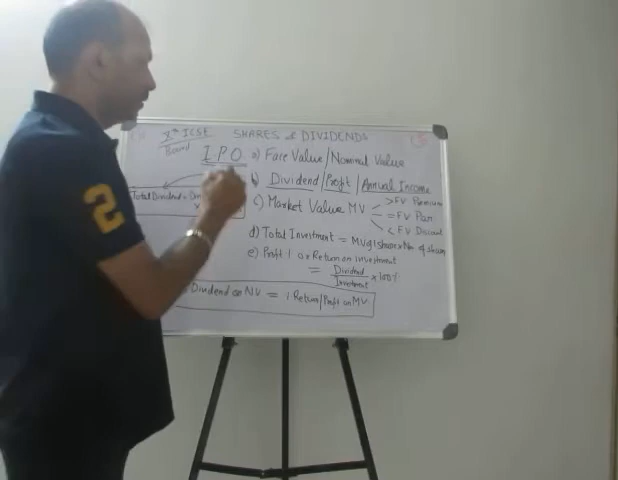 Xth ICSE
Board
SHARES & DIVIDENDS
IPO
a) Face Value/Nominal Value
b) Dividend/Profit/Annual Income
c) Market Value MV
>FV Premium
=FV Par
<FV Discount
Total Dividend =
d) Total Investment = MV of 1 share x No. of shares
e) Profit % or Return on investment
= Dividend
Investment
x 100%
Dividend on NV = % Return/Profit on MV
2